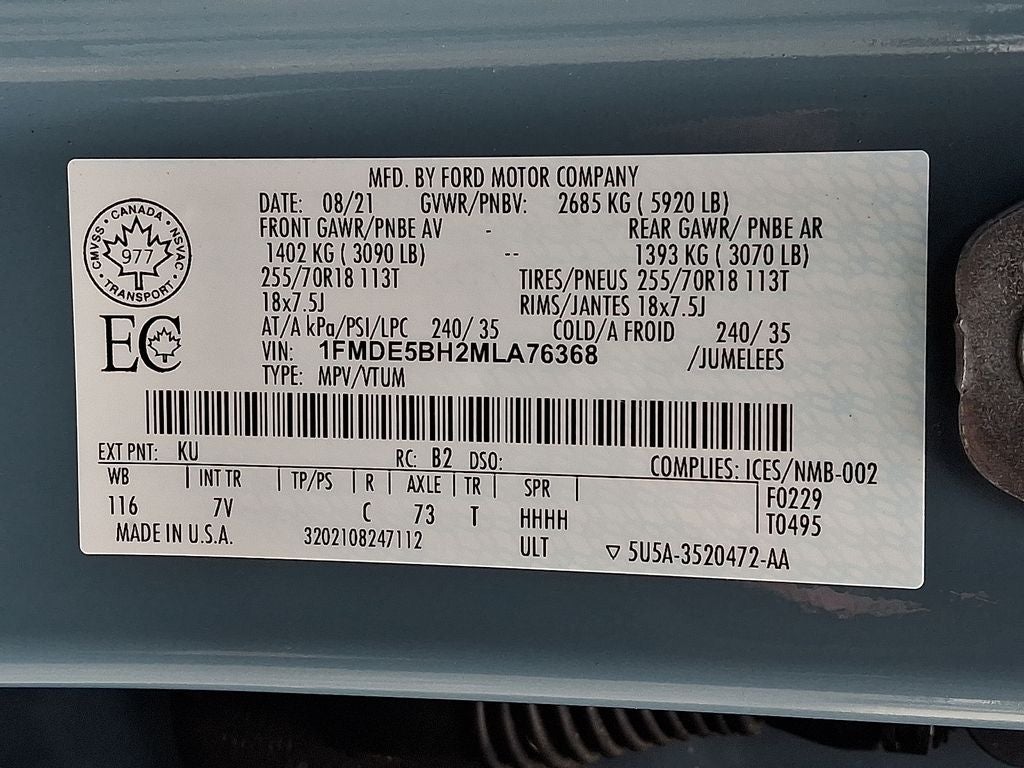 MFD. BY FORD MOTOR COMPANY
DATE: 08/21 GVWR/PNBV: 2685 KG ( 5920 LB)
FRONT GAWR/PNBE AV - REAR GAWR/ PNBE AR
1402 KG ( 3090 LB) -- 1393 KG ( 3070 LB)
255/70R18 113T TIRES/PNEUS 255/70R18 113T
18x7.5J RIMS/JANTES 18x7.5J
AT/A kPa/PSI/LPC 240/ 35 COLD/A FROID 240/ 35
VIN: 1FMDE5BH2MLA76368 /JUMELEES
TYPE: MPV/VTUM
CANADA
CMVSS · NSVAC
977
TRANSPORT
EC
EXT PNT: KU RC: B2 DSO: COMPLIES: ICES/NMB-002
WB | INT TR | TP/PS | R | AXLE | TR | SPR | F0229
116 7V C 73 T HHHH T0495
MADE IN U.S.A. 3202108247112 ULT ▽ 5U5A-3520472-AA